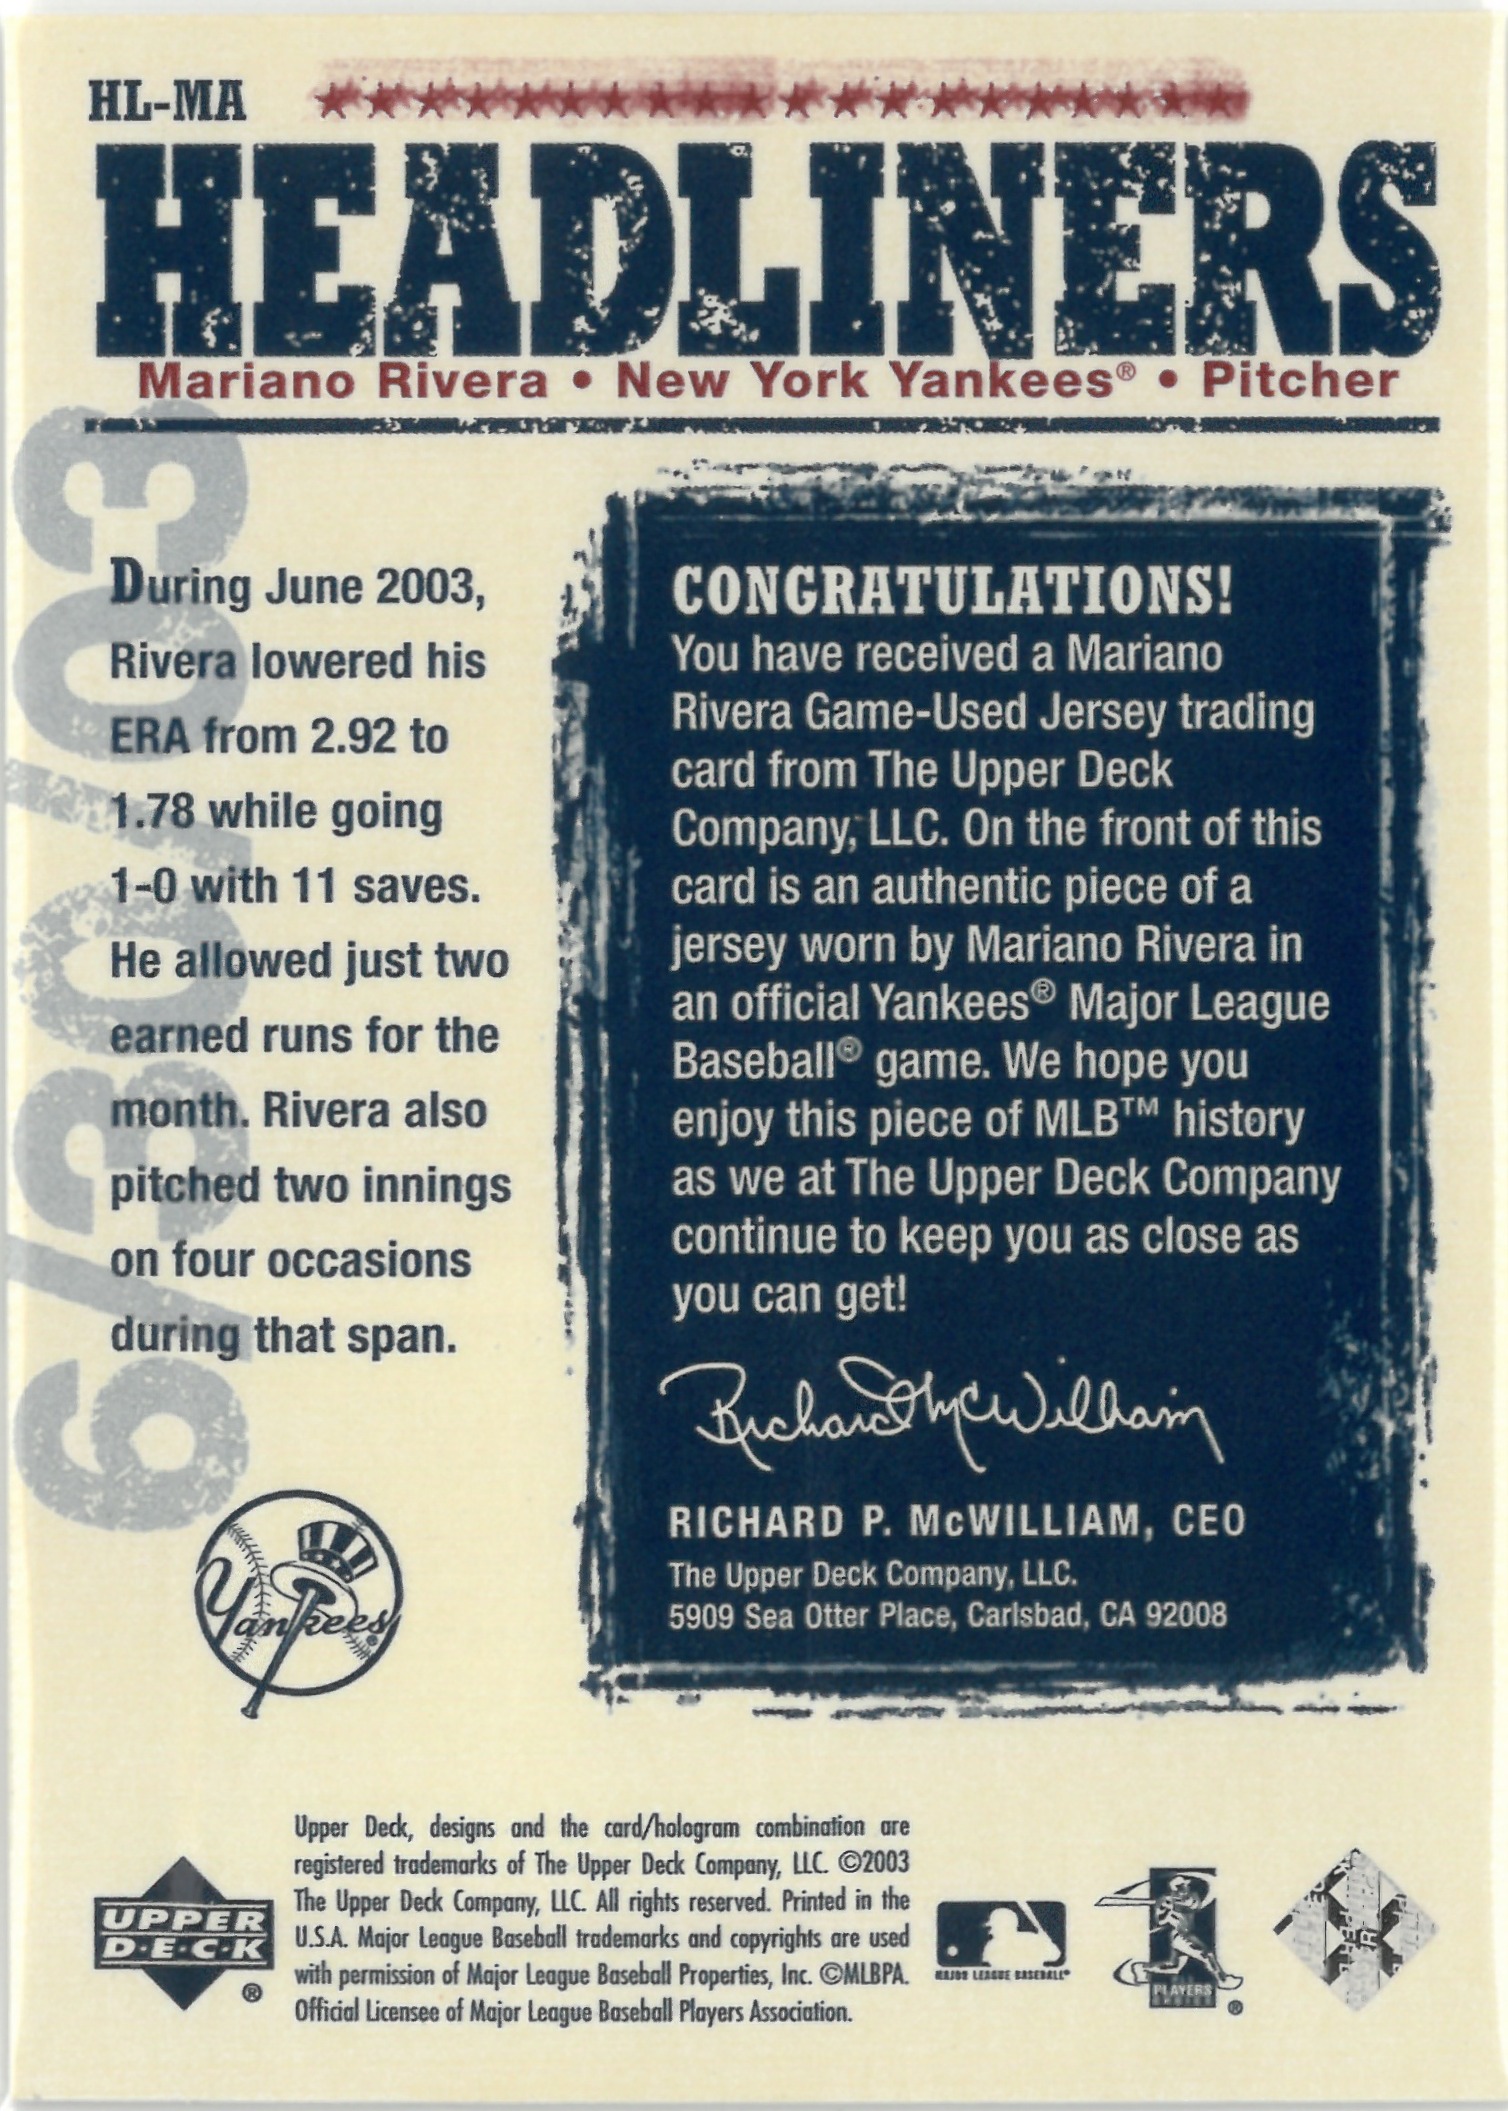 HL-MA
HEADLINERS
Mariano Rivera • New York Yankees® • Pitcher
6/30/03
During June 2003,
Rivera lowered his
ERA from 2.92 to
1.78 while going
1-0 with 11 saves.
He allowed just two
earned runs for the
month. Rivera also
pitched two innings
on four occasions
during that span.
Yankees®
CONGRATULATIONS!
You have received a Mariano
Rivera Game-Used Jersey trading
card from The Upper Deck
Company, LLC. On the front of this
card is an authentic piece of a
jersey worn by Mariano Rivera in
an official Yankees® Major League
Baseball® game. We hope you
enjoy this piece of MLB™ history
as we at The Upper Deck Company
continue to keep you as close as
you can get!
Richard McWilliam
RICHARD P. McWILLIAM, CEO
The Upper Deck Company, LLC.
5909 Sea Otter Place, Carlsbad, CA 92008
UPPER
D·E·C·K
®
Upper Deck, designs and the card/hologram combination are
registered trademarks of The Upper Deck Company, LLC. ©2003
The Upper Deck Company, LLC. All rights reserved. Printed in the
U.S.A. Major League Baseball trademarks and copyrights are used
with permission of Major League Baseball Properties, Inc. ©MLBPA.
Official Licensee of Major League Baseball Players Association.
MAJOR LEAGUE BASEBALL®
PLAYERS
CHOICE
®